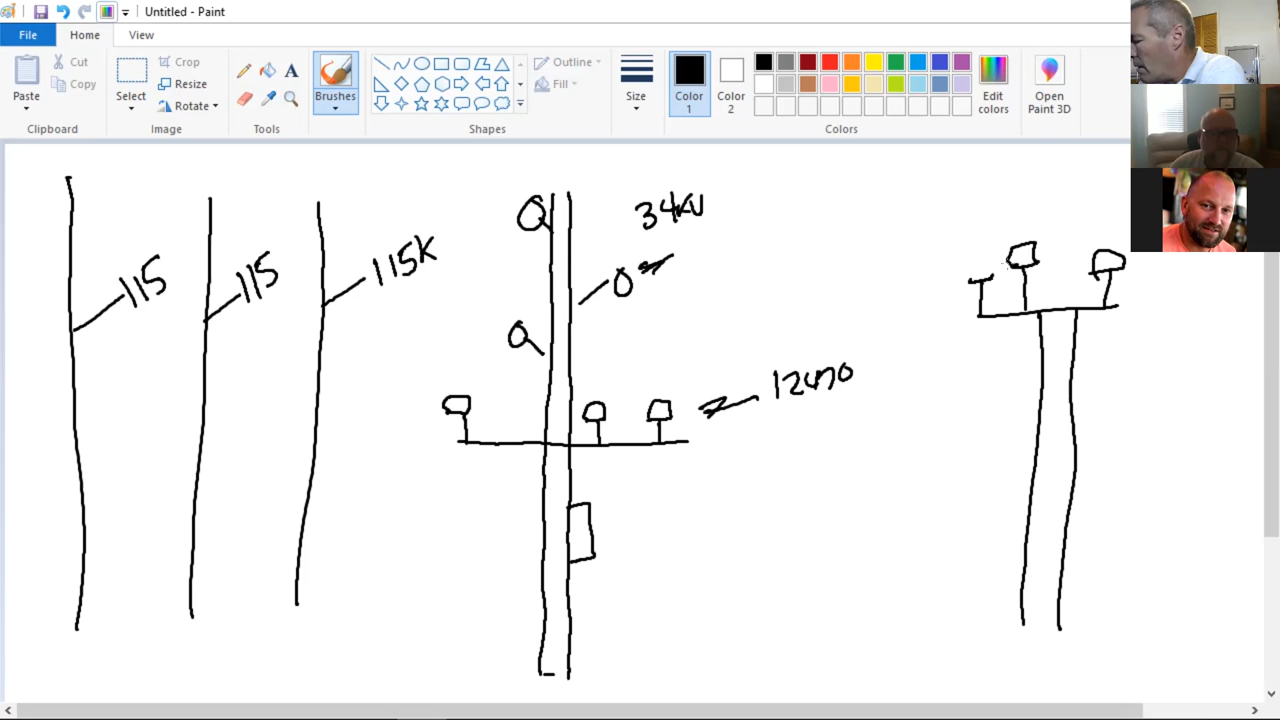 Untitled - Paint
File
Home
View
Paste
Cut
Copy
Clipboard
Select
Crop
Resize
Rotate
Image
A
Tools
Brushes
Outline
Fill
Shapes
Size
Color
1
Color
2
Edit
colors
Colors
Open
Paint 3D
115
115
115K
34KV
0
12470